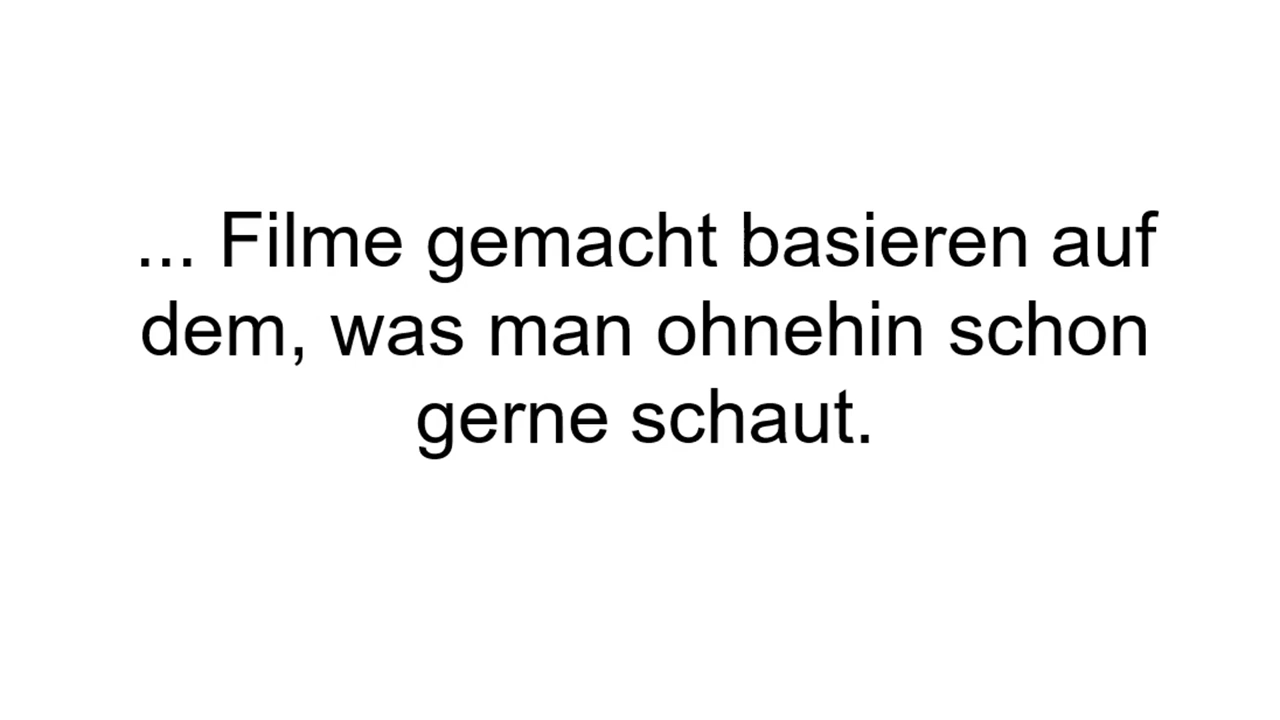 ... Filme gemacht basieren auf
dem, was man ohnehin schon
gerne schaut.